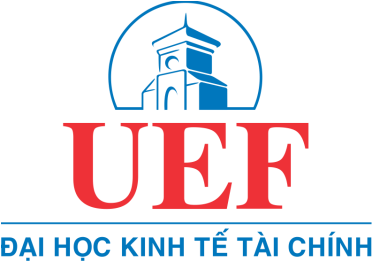 UEF
ĐẠI HỌC KINH TẾ TÀI CHÍNH